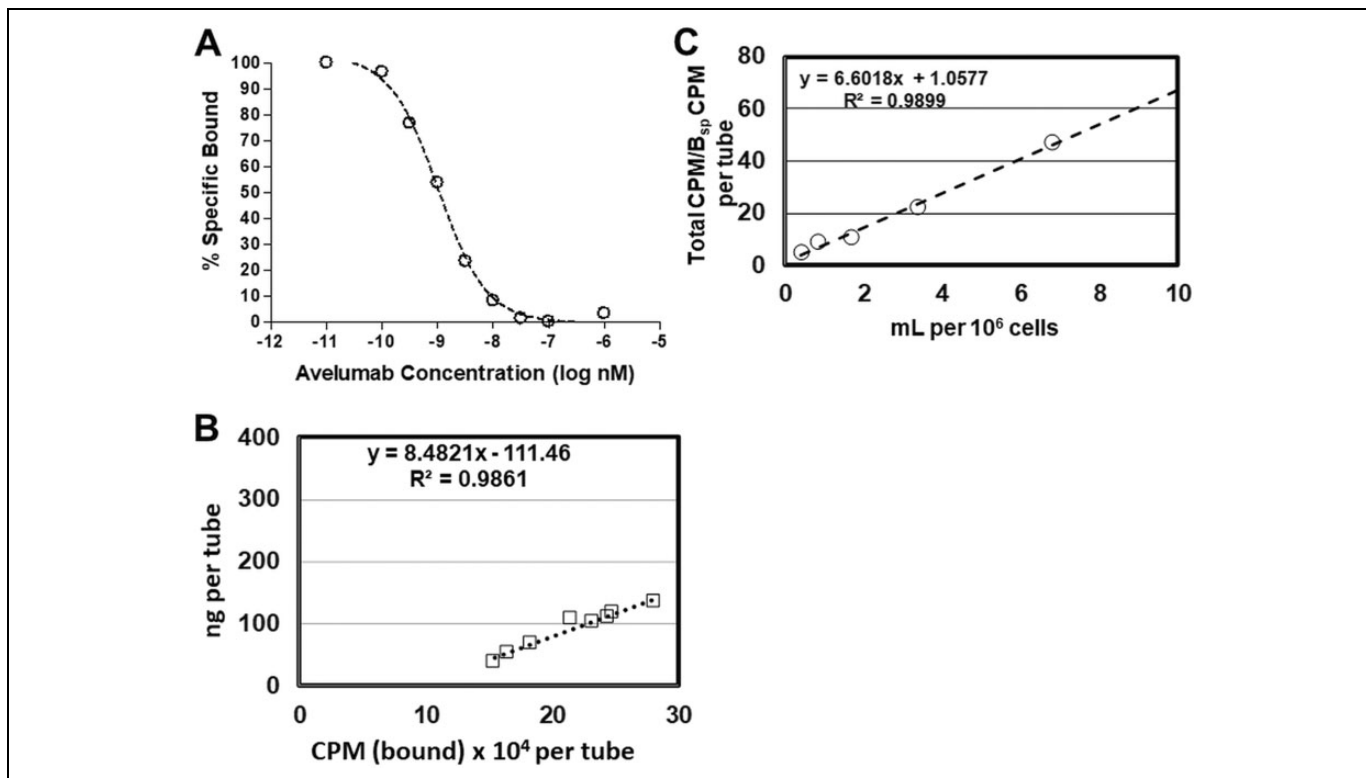 A
% Specific Bound
100
90
80
70
60
50
40
30
20
10
0
-12 -11 -10 -9 -8 -7 -6 -5
Avelumab Concentration (log nM)
C
Total CPM/Bsp CPM
per tube
80
60
40
20
0
y = 6.6018x + 1.0577
R² = 0.9899
0 2 4 6 8 10
mL per 10⁶ cells
B
ng per tube
400
300
200
100
0
y = 8.4821x - 111.46
R² = 0.9861
0 10 20 30
CPM (bound) x 10⁴ per tube